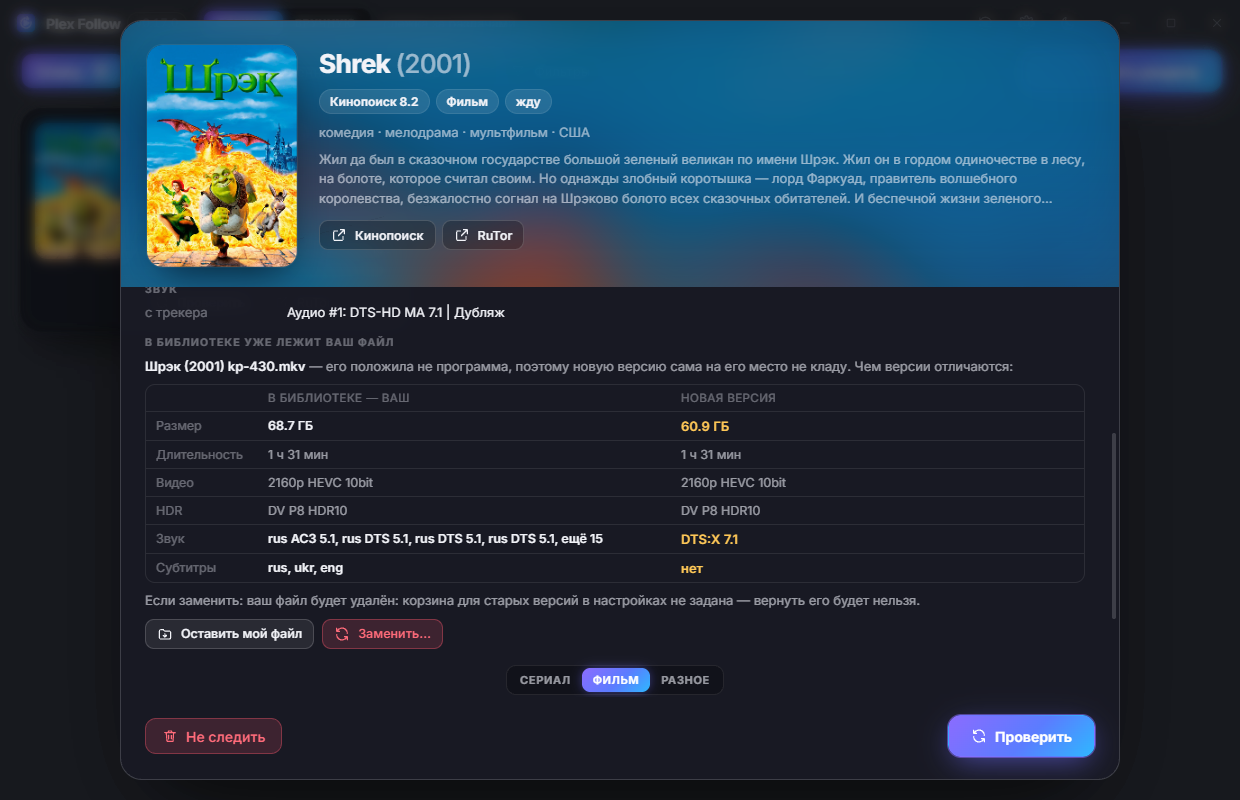 Plex Follow
Шрэк
Shrek (2001)
Кинопоиск 8.2
Фильм
жду
комедия · мелодрама · мультфильм · США
Жил да был в сказочном государстве большой зеленый великан по имени Шрэк. Жил он в гордом одиночестве в лесу,
на болоте, которое считал своим. Но однажды злобный коротышка — лорд Фаркуад, правитель волшебного
королевства, безжалостно согнал на Шрэково болото всех сказочных обитателей. И беспечной жизни зеленого...
Кинопоиск
RuTor
ЗВУК
с трекера Аудио #1: DTS-HD MA 7.1 | Дубляж
В БИБЛИОТЕКЕ УЖЕ ЛЕЖИТ ВАШ ФАЙЛ
Шрэк (2001) kp-430.mkv — его положила не программа, поэтому новую версию сама на его место не кладу. Чем версии отличаются:
В БИБЛИОТЕКЕ — ВАШ НОВАЯ ВЕРСИЯ
Размер 68.7 ГБ 60.9 ГБ
Длительность 1 ч 31 мин 1 ч 31 мин
Видео 2160p HEVC 10bit 2160p HEVC 10bit
HDR DV P8 HDR10 DV P8 HDR10
Звук rus AC3 5.1, rus DTS 5.1, rus DTS 5.1, rus DTS 5.1, ещё 15 DTS:X 7.1
Субтитры rus, ukr, eng нет
Если заменить: ваш файл будет удалён: корзина для старых версий в настройках не задана — вернуть его будет нельзя.
Оставить мой файл
Заменить...
СЕРИАЛ ФИЛЬМ РАЗНОЕ
Не следить
Проверить